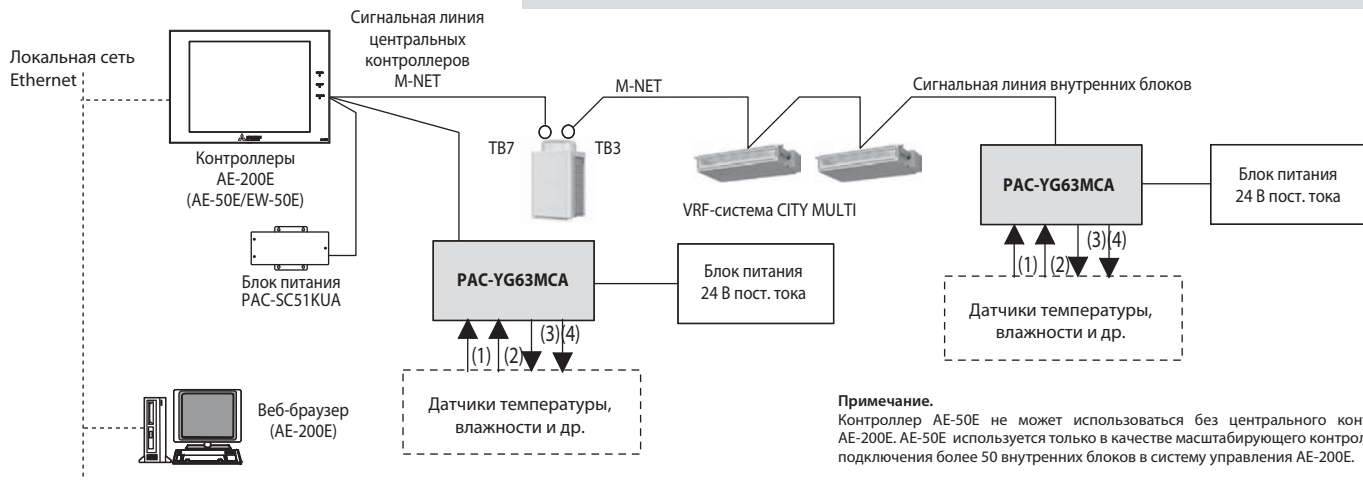 Локальная сеть
Ethernet
Сигнальная линия
центральных
контроллеров
M-NET
Контроллеры
AE-200E
(AE-50E/EW-50E)
Блок питания
PAC-SC51KUA
TB7
TB3
M-NET
VRF-система CITY MULTI
Сигнальная линия внутренних блоков
PAC-YG63MCA
Блок питания
24 В пост. тока
(1) (2) (3) (4)
Датчики температуры,
влажности и др.
PAC-YG63MCA
Блок питания
24 В пост. тока
(1) (2) (3) (4)
Датчики температуры,
влажности и др.
Веб-браузер
(AE-200E)
Примечание.
Контроллер AE-50E не может использоваться без центрального
AE-200E. AE-50E используется только в качестве масштабирующего
подключения более 50 внутренних блоков в систему управления AE-200E.